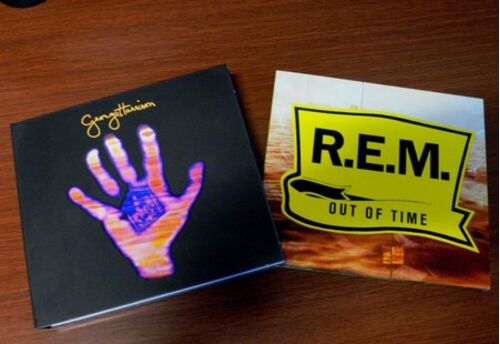 George Harrison
R.E.M.
OUT OF TIME